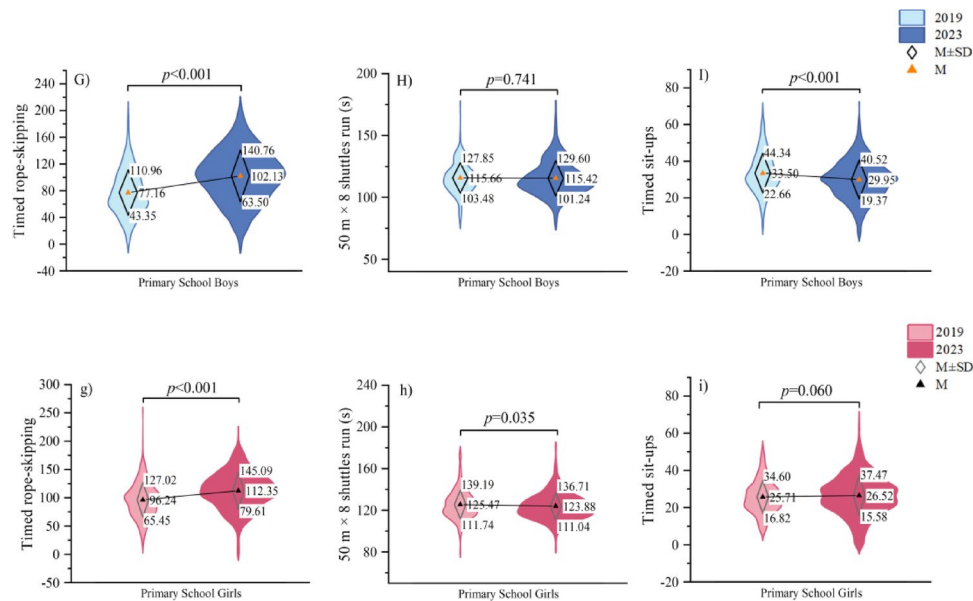 2019
2023
M±SD
M
G)
p<0.001
Timed rope-skipping
240
200
160
120
80
40
0
-40
110.96
77.16
43.35
140.76
102.13
63.50
Primary School Boys
H)
p=0.741
50 m × 8 shuttles run (s)
200
150
100
50
127.85
115.66
103.48
129.60
115.42
101.24
Primary School Boys
I)
p<0.001
Timed sit-ups
80
60
40
20
0
-20
44.34
33.50
22.66
40.52
29.95
19.37
Primary School Boys
2019
2023
M±SD
M
g)
p<0.001
Timed rope-skipping
300
250
200
150
100
50
0
-50
127.02
96.24
65.45
145.09
112.35
79.61
Primary School Girls
h)
p=0.035
50 m × 8 shuttles run (s)
240
200
160
120
80
139.19
125.47
111.74
136.71
123.88
111.04
Primary School Girls
i)
p=0.060
Timed sit-ups
80
60
40
20
0
-20
34.60
25.71
16.82
37.47
26.52
15.58
Primary School Girls